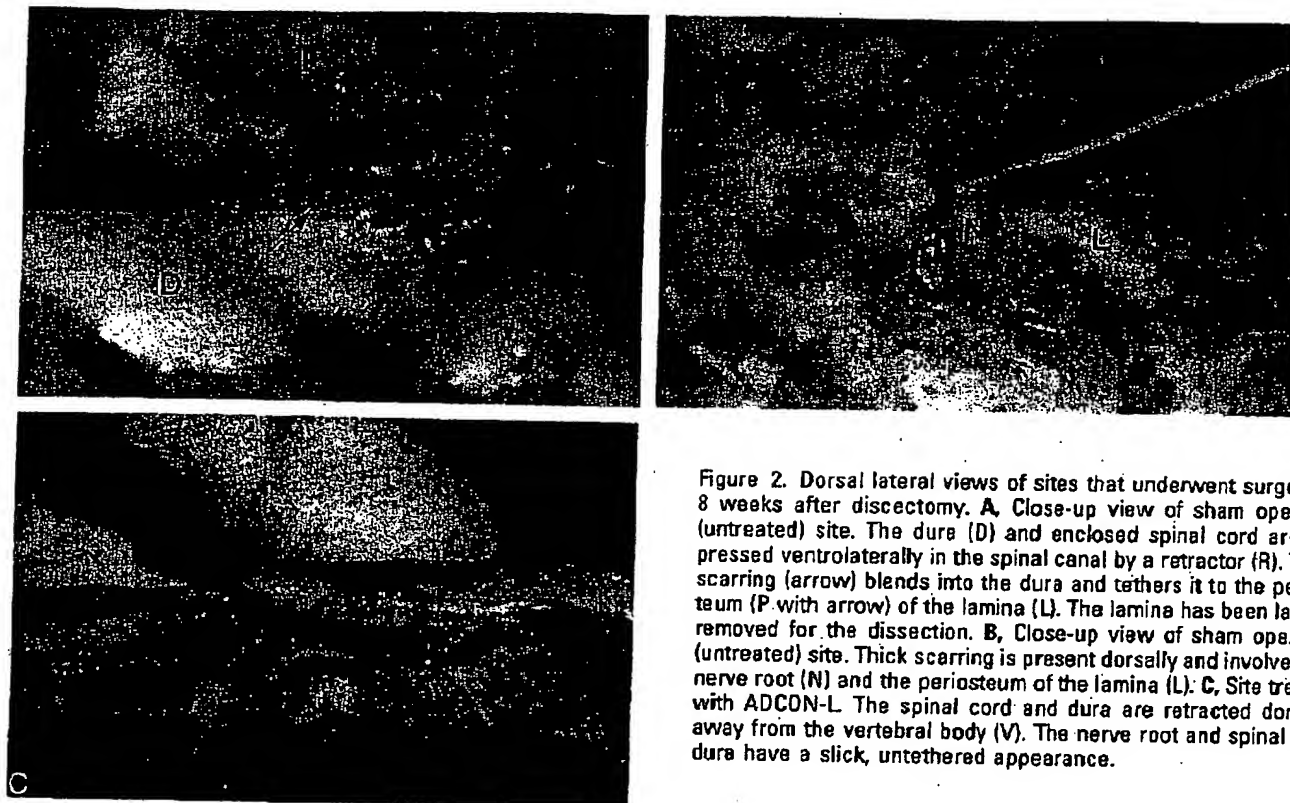 D
N
L
C
Figure 2. Dorsal lateral views of sites that underwent surge
8 weeks after discectomy. A, Close-up view of sham ope
(untreated) site. The dure (D) and enclosed spinal cord ar
pressed ventrolaterally in the spinal canal by a retractor (R).
scarring (arrow) blends into the dura and tethers it to the pe
teum (P with arrow) of the lamina (L). The lamina has been la
removed for the dissection. B, Close-up view of sham ope
(untreated) site. Thick scarring is present dorsally and involve
nerve root (N) and the periosteum of the lamina (L). C, Site tre
with ADCON-L. The spinal cord and dura are retracted dor
away from the vertebral body (V). The nerve root and spinal
dura have a slick, untethered appearance.